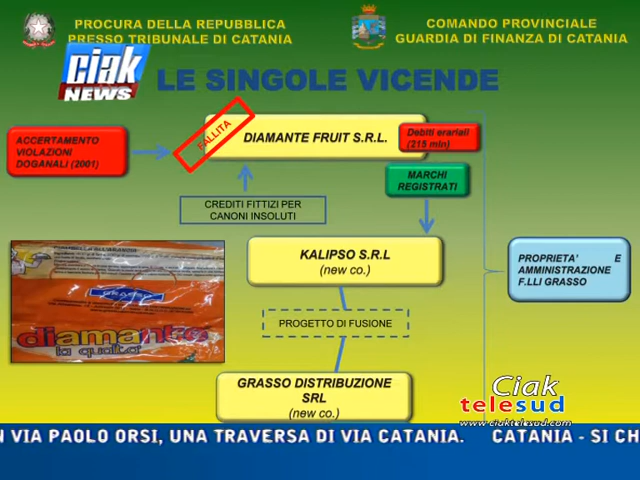 PROCURA DELLA REPUBBLICA
PRESSO TRIBUNALE DI CATANIA
COMANDO PROVINCIALE
GUARDIA DI FINANZA DI CATANIA
ciak
NEWS
LE SINGOLE VICENDE
ACCERTAMENTO
VIOLAZIONI
DOGANALI (2001)
FALLITA
DIAMANTE FRUIT S.R.L.
Debiti erariali
(215 mln)
MARCHI
REGISTRATI
CREDITI FITTIZI PER
CANONI INSOLUTI
KALIPSO S.R.L
(new co.)
PROPRIETA' E
AMMINISTRAZIONE
F.LLI GRASSO
PROGETTO DI FUSIONE
GRASSO
diamante
la qualità
GRASSO DISTRIBUZIONE
SRL
(new co.)
Ciak
telesud
www.ciaktelesud.com
N VIA PAOLO ORSI, UNA TRAVERSA DI VIA CATANIA. CATANIA - SI CH